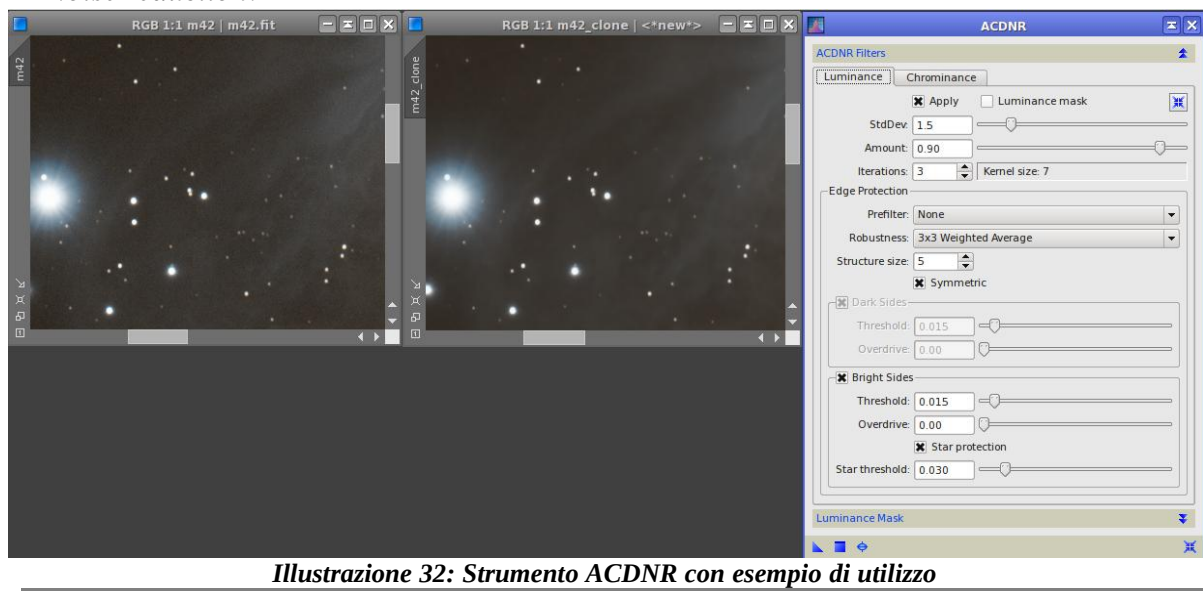 RGB 1:1 m42 | m42.fit
RGB 1:1 m42_clone | <*new*>
ACDNR
m42
m42_clone
ACDNR Filters
Luminance Chrominance
Apply Luminance mask
StdDev: 1.5
Amount: 0.90
Iterations: 3 Kernel size: 7
Edge Protection
Prefilter: None
Robustness: 3x3 Weighted Average
Structure size: 5
Symmetric
Dark Sides
Threshold: 0.015
Overdrive: 0.00
Bright Sides
Threshold: 0.015
Overdrive: 0.00
Star protection
Star threshold: 0.030
Luminance Mask
Illustrazione 32: Strumento ACDNR con esempio di utilizzo